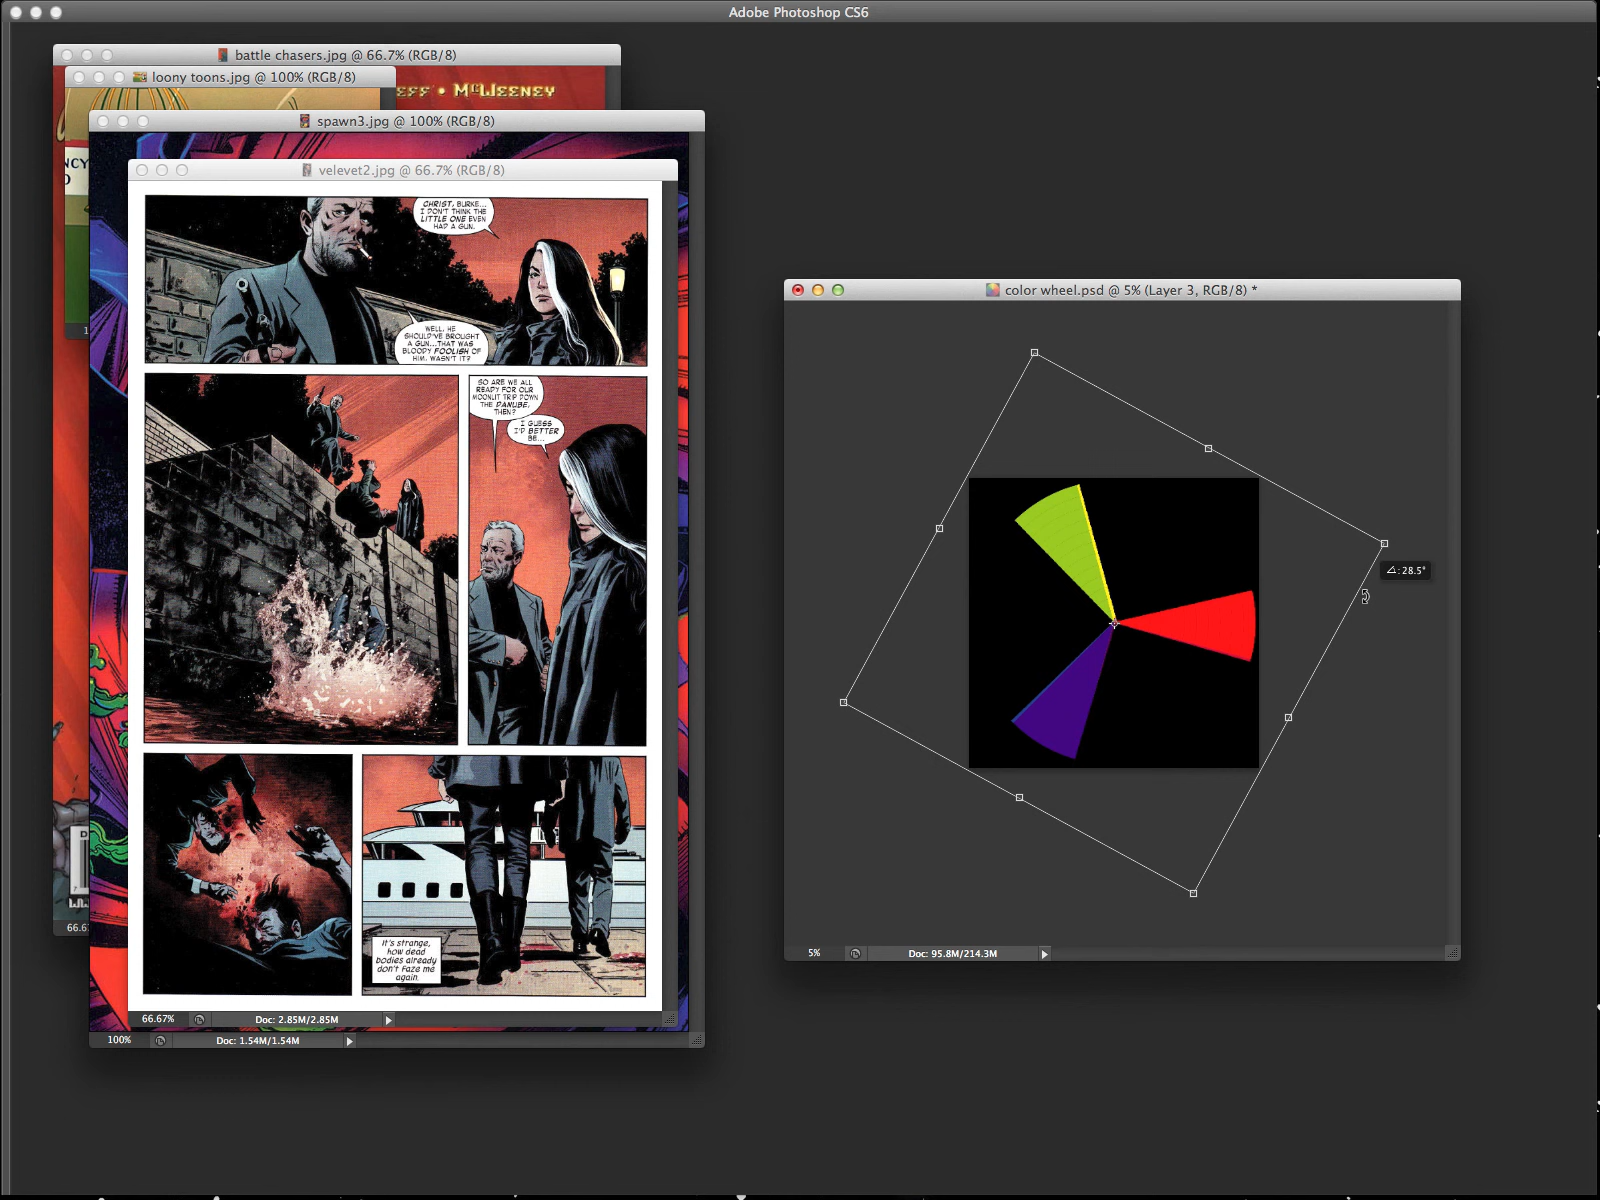 Adobe Photoshop CS6
battle chasers.jpg @ 66.7% (RGB/8)
loony toons.jpg @ 100% (RGB/8)
EFF • McWEENEY
spawn3.jpg @ 100% (RGB/8)
velevet2.jpg @ 66.7% (RGB/8)
CHRIST, BURKE...
I DON'T THINK THE
LITTLE ONE EVEN
HAD A GUN.
WELL, HE
SHOULD'VE BROUGHT
A GUN...THAT WAS
BLOODY FOOLISH OF
HIM, WASN'T IT?
SO ARE WE ALL
READY FOR OUR
MOONLIT TRIP DOWN
THE DANUBE,
THEN?
I GUESS
I'D BETTER
BE...
It's strange,
how dead
bodies already
don't faze me
again.
66.67%
Doc: 2.85M/2.85M
100%
Doc: 1.54M/1.54M
color wheel.psd @ 5% (Layer 3, RGB/8) *
: 28.5°
5%
Doc: 95.8M/214.3M